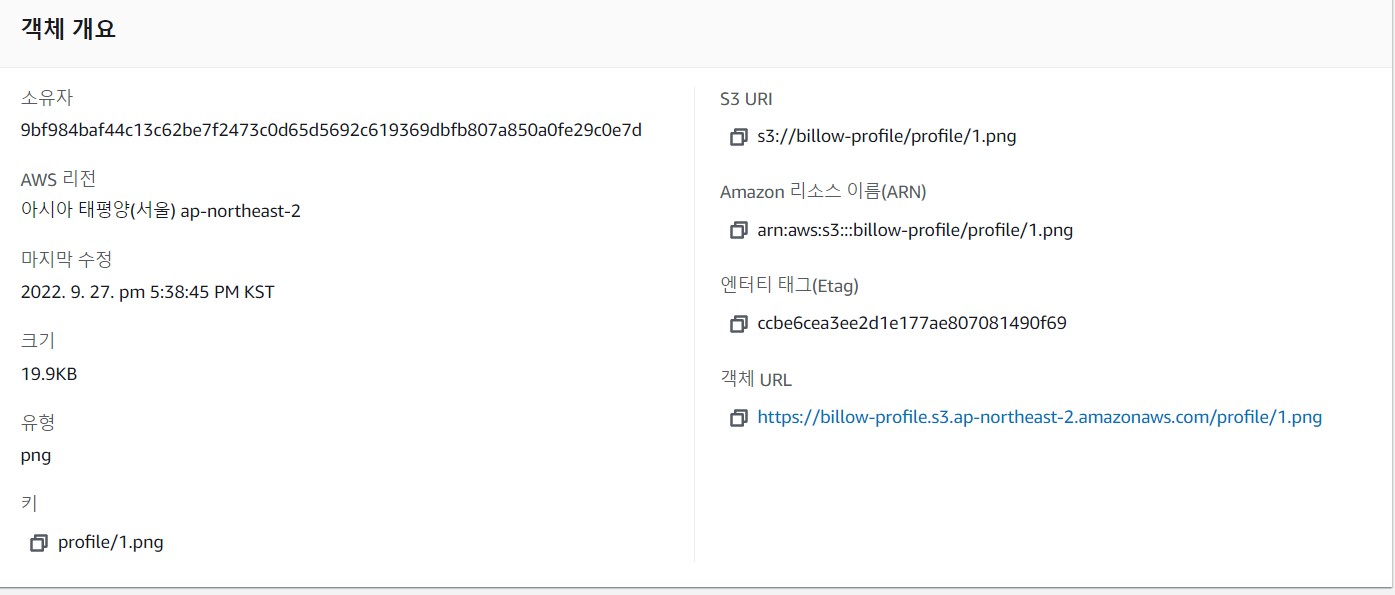 객체 개요
소유자
9bf984baf44c13c62be7f2473c0d65d5692c619369dbfb807a850a0fe29c0e7d
AWS 리전
아시아 태평양(서울) ap-northeast-2
마지막 수정
2022. 9. 27. pm 5:38:45 PM KST
크기
19.9KB
유형
png
키
profile/1.png
S3 URI
s3://billow-profile/profile/1.png
Amazon 리소스 이름(ARN)
arn:aws:s3:::billow-profile/profile/1.png
엔터티 태그(Etag)
ccbe6cea3ee2d1e177ae807081490f69
객체 URL
https://billow-profile.s3.ap-northeast-2.amazonaws.com/profile/1.png